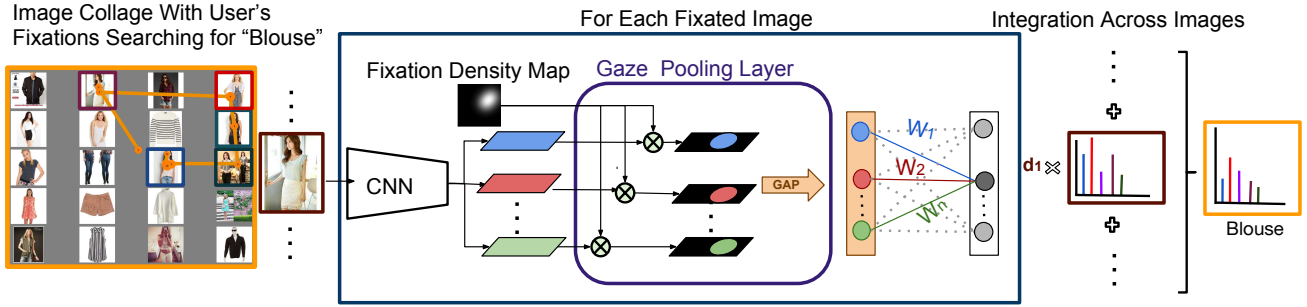 Image Collage With User's
Fixations Searching for "Blouse"
For Each Fixated Image
Integration Across Images
Fixation Density Map
Gaze Pooling Layer
CNN
GAP
W1
W2
Wn
d1
Blouse